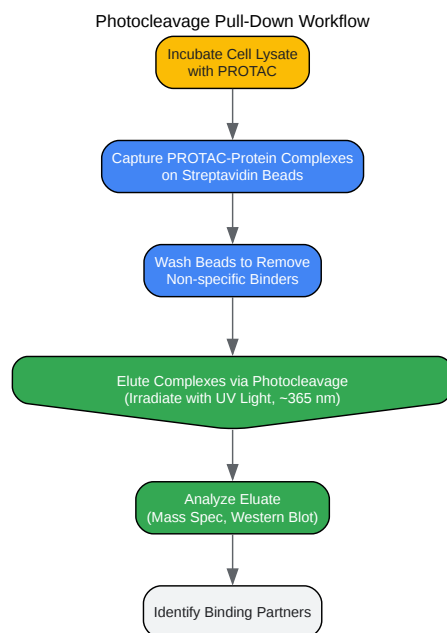 Photocleavage Pull-Down Workflow
Incubate Cell Lysate
with PROTAC
Capture PROTAC-Protein Complexes
on Streptavidin Beads
Wash Beads to Remove
Non-specific Binders
Elute Complexes via Photocleavage
(Irradiate with UV Light, ~365 nm)
Analyze Eluate
(Mass Spec, Western Blot)
Identify Binding Partners